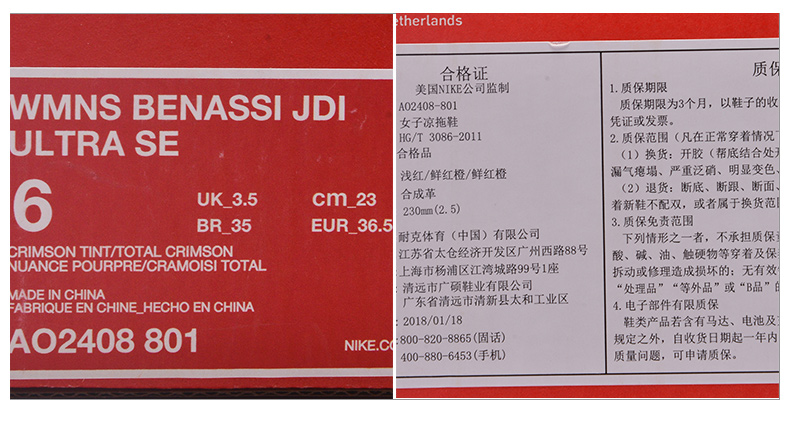 WMNS BENASSI JDI
ULTRA SE
6
UK_3.5
cm_23
BR_35
EUR_36.5
CRIMSON TINT/TOTAL CRIMSON
NUANCE POURPRE/CRAMOISI TOTAL
MADE IN CHINA
FABRIQUE EN CHINE_HECHO EN CHINA
AO2408 801
NIKE.CO
etherlands
合格证
美国NIKE公司监制
AO2408-801
女子凉拖鞋
HG/T 3086-2011
合格品
浅红/鲜红橙/鲜红橙
合成革
230mm(2.5)
耐克体育（中国）有限公司
江苏省太仓经济开发区广州西路88号
上海市杨浦区江湾城路99号1座
：清远市广硕鞋业有限公司
广东省清远市清新县太和工业区
：2018/01/18
800-820-8865(固话)
400-880-6453(手机)
质保
1.质保期限
质保期限为3个月，以鞋子的收
凭证或发票。
2.质保范围（凡在正常穿着情况下
（1）换货：开胶（帮底结合处开
漏气瘪塌、严重泛硝、明显变色、
（2）退货：断底、断跟、断面、
着新鞋不配双，或者属于换货范围
3.质保免责范围
下列情形之一者，不承担质保责
酸、碱、油、触硬物等穿着及保
拆动或修理造成损坏的；无有效
“处理品”“等外品”或“B品”的
4.电子部件有限质保
鞋类产品若含有马达、电池及
规定之外，自收货日期起一年内
质量问题，可申请质保。